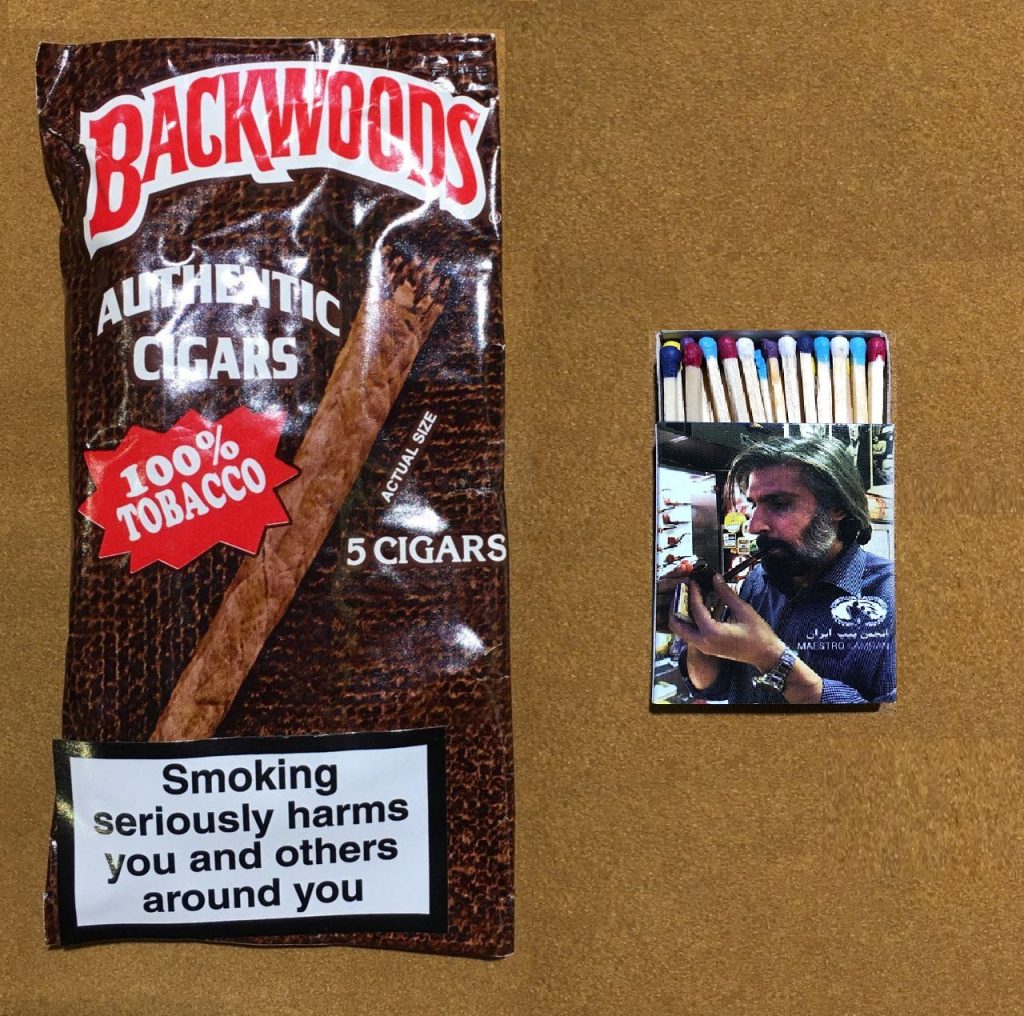 BACKWOODS®
AUTHENTIC
CIGARS
100%
TOBACCO
ACTUAL SIZE
5 CIGARS
Smoking
seriously harms
you and others
around you
انجمن پیپ ایران
MAESTRO KAMRAN